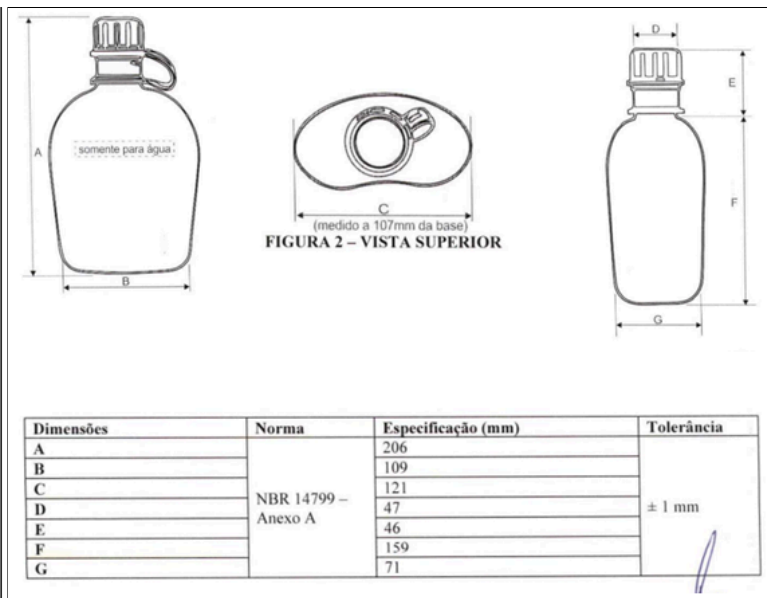 D
E
A
somente para água
F
C
(medido a 107mm da base)
FIGURA 2 – VISTA SUPERIOR
B
G
Dimensões Norma Especificação (mm) Tolerância
A 206
B 109
C 121
D NBR 14799 – Anexo A 47 ± 1 mm
E 46
F 159
G 71